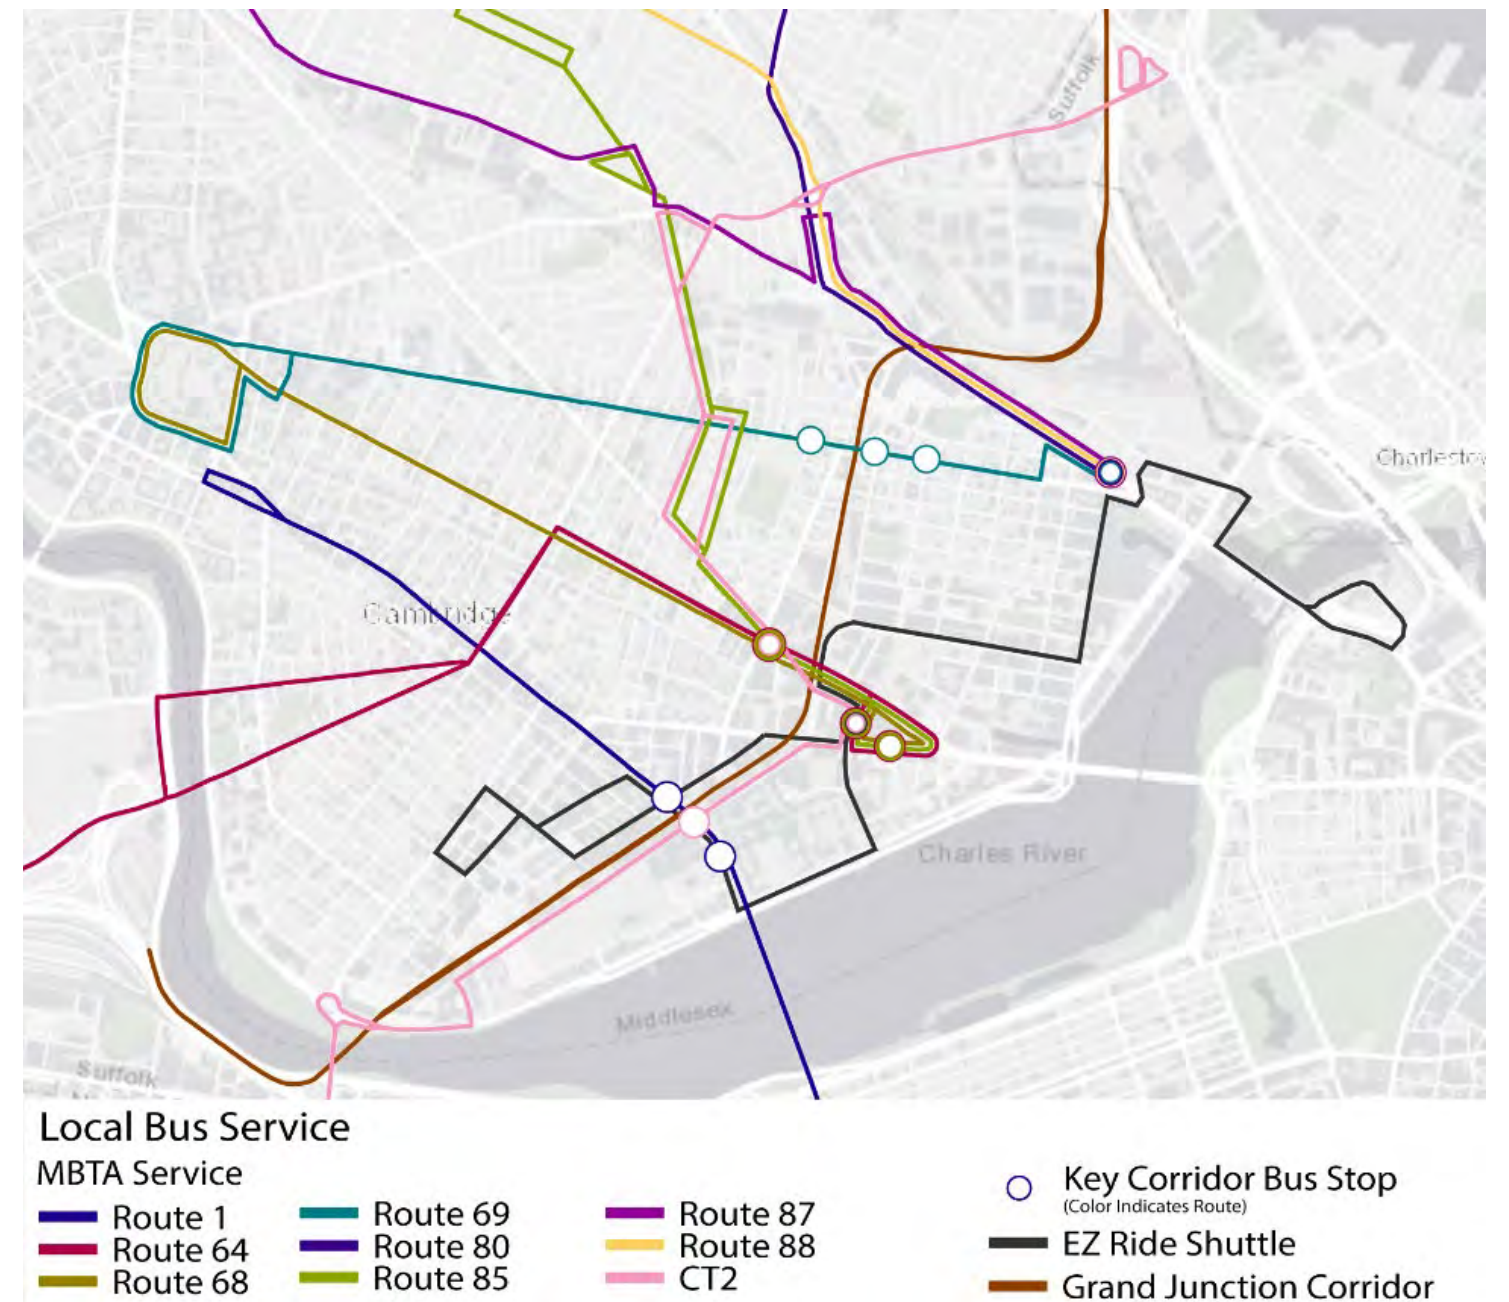 Suffolk
Charlesto
Cambridge
Charles River
Middlesex
Suffolk
Local Bus Service
MBTA Service
Route 1
Route 64
Route 68
Route 69
Route 80
Route 85
Route 87
Route 88
CT2
Key Corridor Bus Stop
(Color Indicates Route)
EZ Ride Shuttle
Grand Junction Corridor